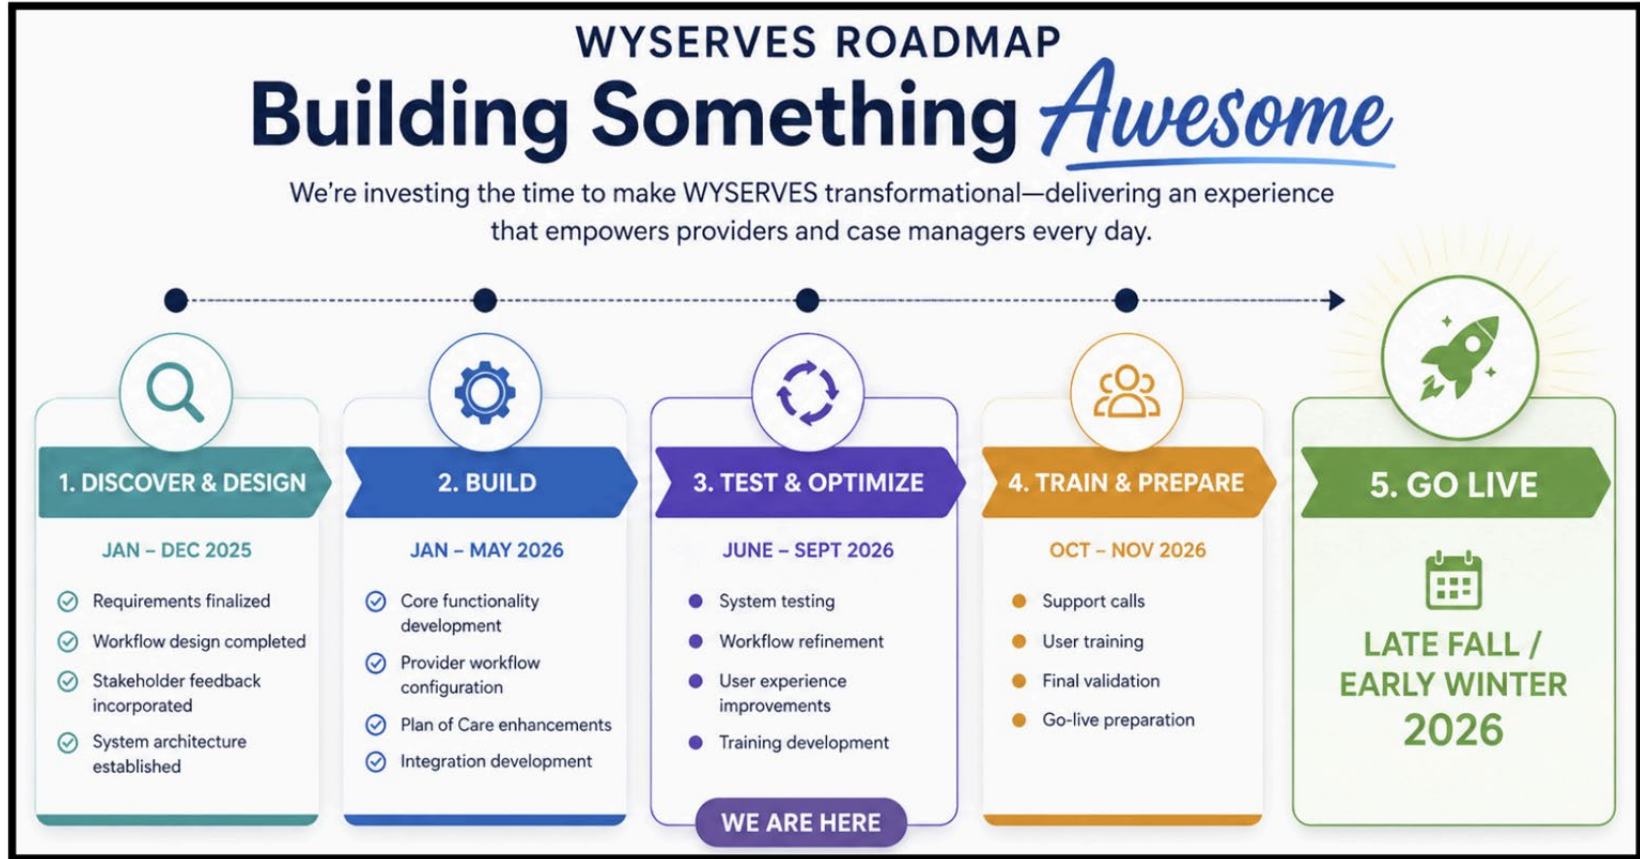 WYSERVES ROADMAP
Building Something Awesome
We're investing the time to make WYSERVES transformational—delivering an experience
that empowers providers and case managers every day.
1. DISCOVER & DESIGN
JAN – DEC 2025
Requirements finalized
Workflow design completed
Stakeholder feedback
incorporated
System architecture
established
2. BUILD
JAN – MAY 2026
Core functionality
development
Provider workflow
configuration
Plan of Care enhancements
Integration development
3. TEST & OPTIMIZE
JUNE – SEPT 2026
System testing
Workflow refinement
User experience
improvements
Training development
WE ARE HERE
4. TRAIN & PREPARE
OCT – NOV 2026
Support calls
User training
Final validation
Go-live preparation
5. GO LIVE
LATE FALL /
EARLY WINTER
2026